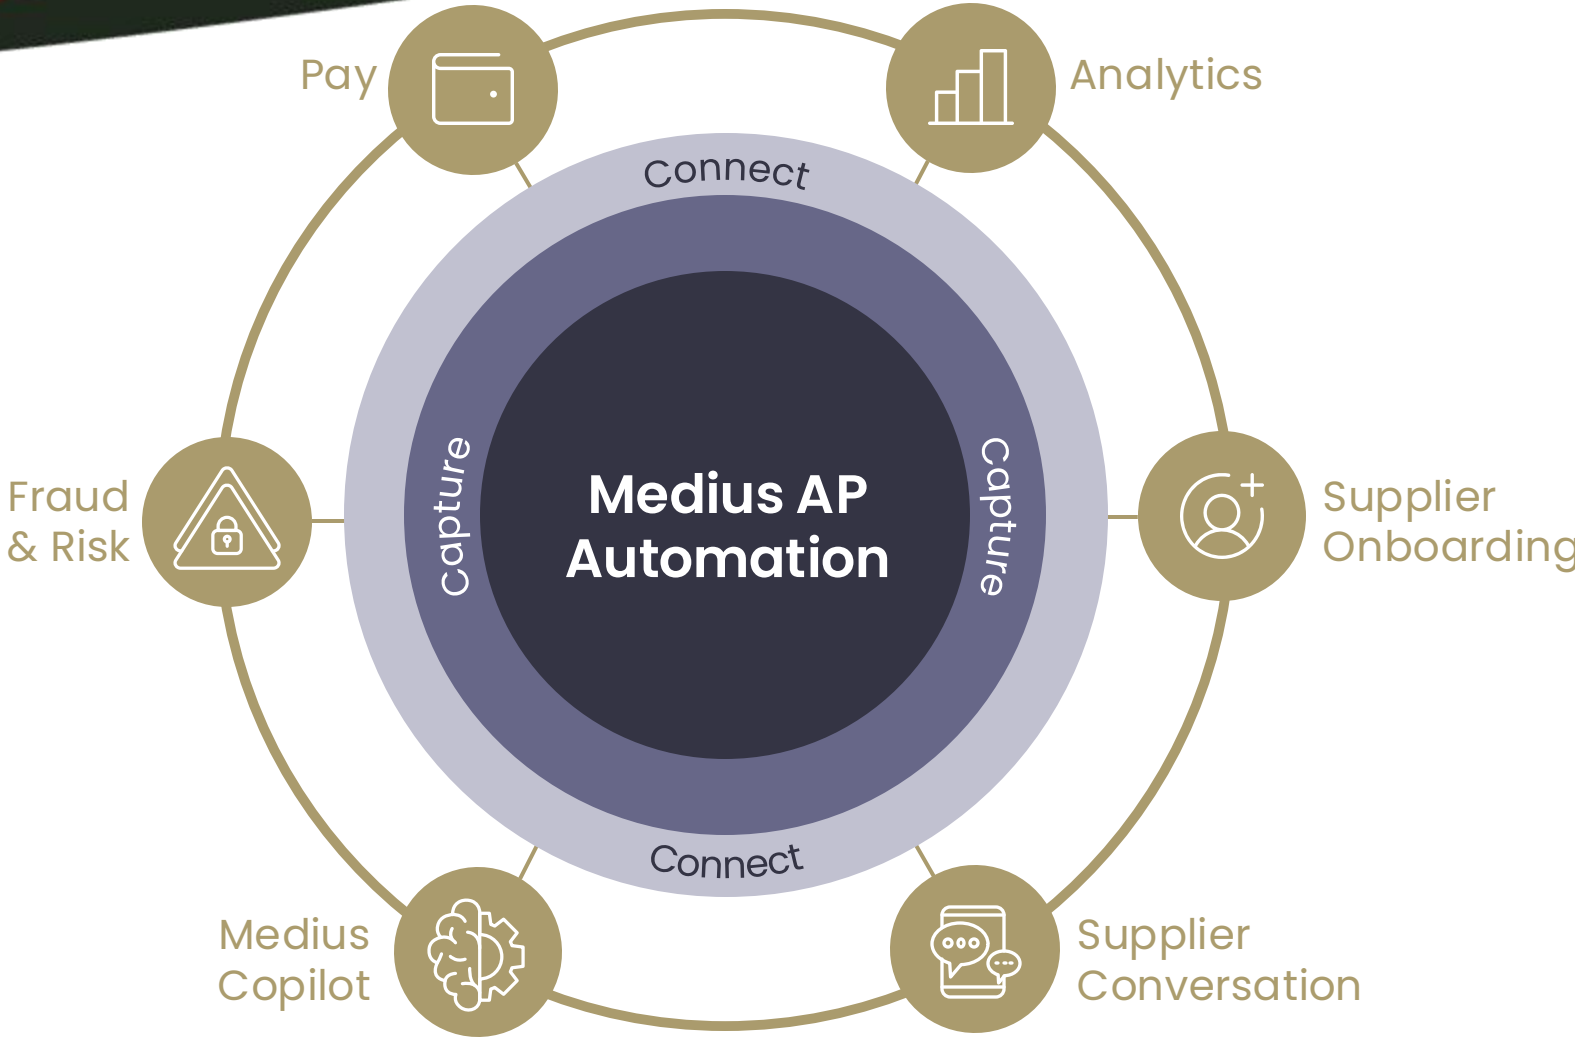 Pay
Analytics
Connect
Capture
Medius AP
Automation
Capture
Fraud
& Risk
Supplier
Onboarding
Connect
Medius
Copilot
Supplier
Conversation